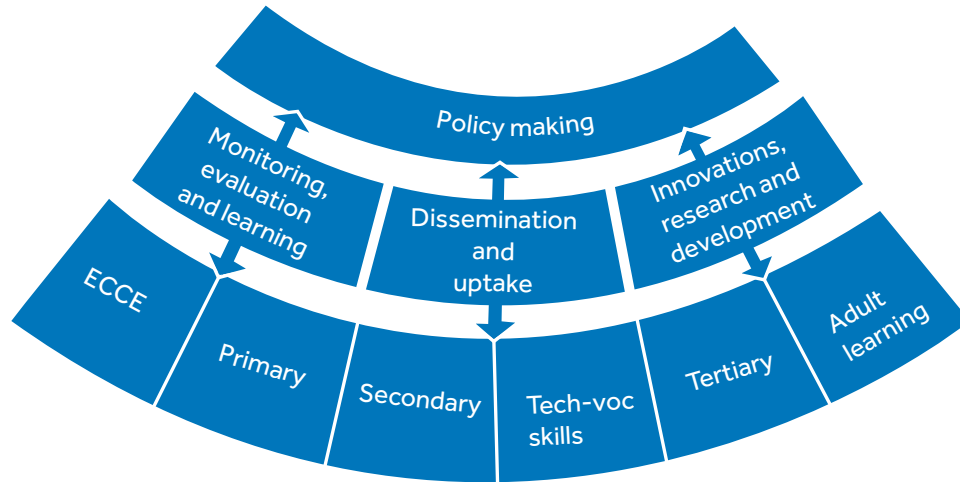 Policy making
Monitoring,
evaluation
and learning
Dissemination
and
uptake
Innovations,
research and
development
ECCE
Primary
Secondary
Tech-voc
skills
Tertiary
Adult
learning